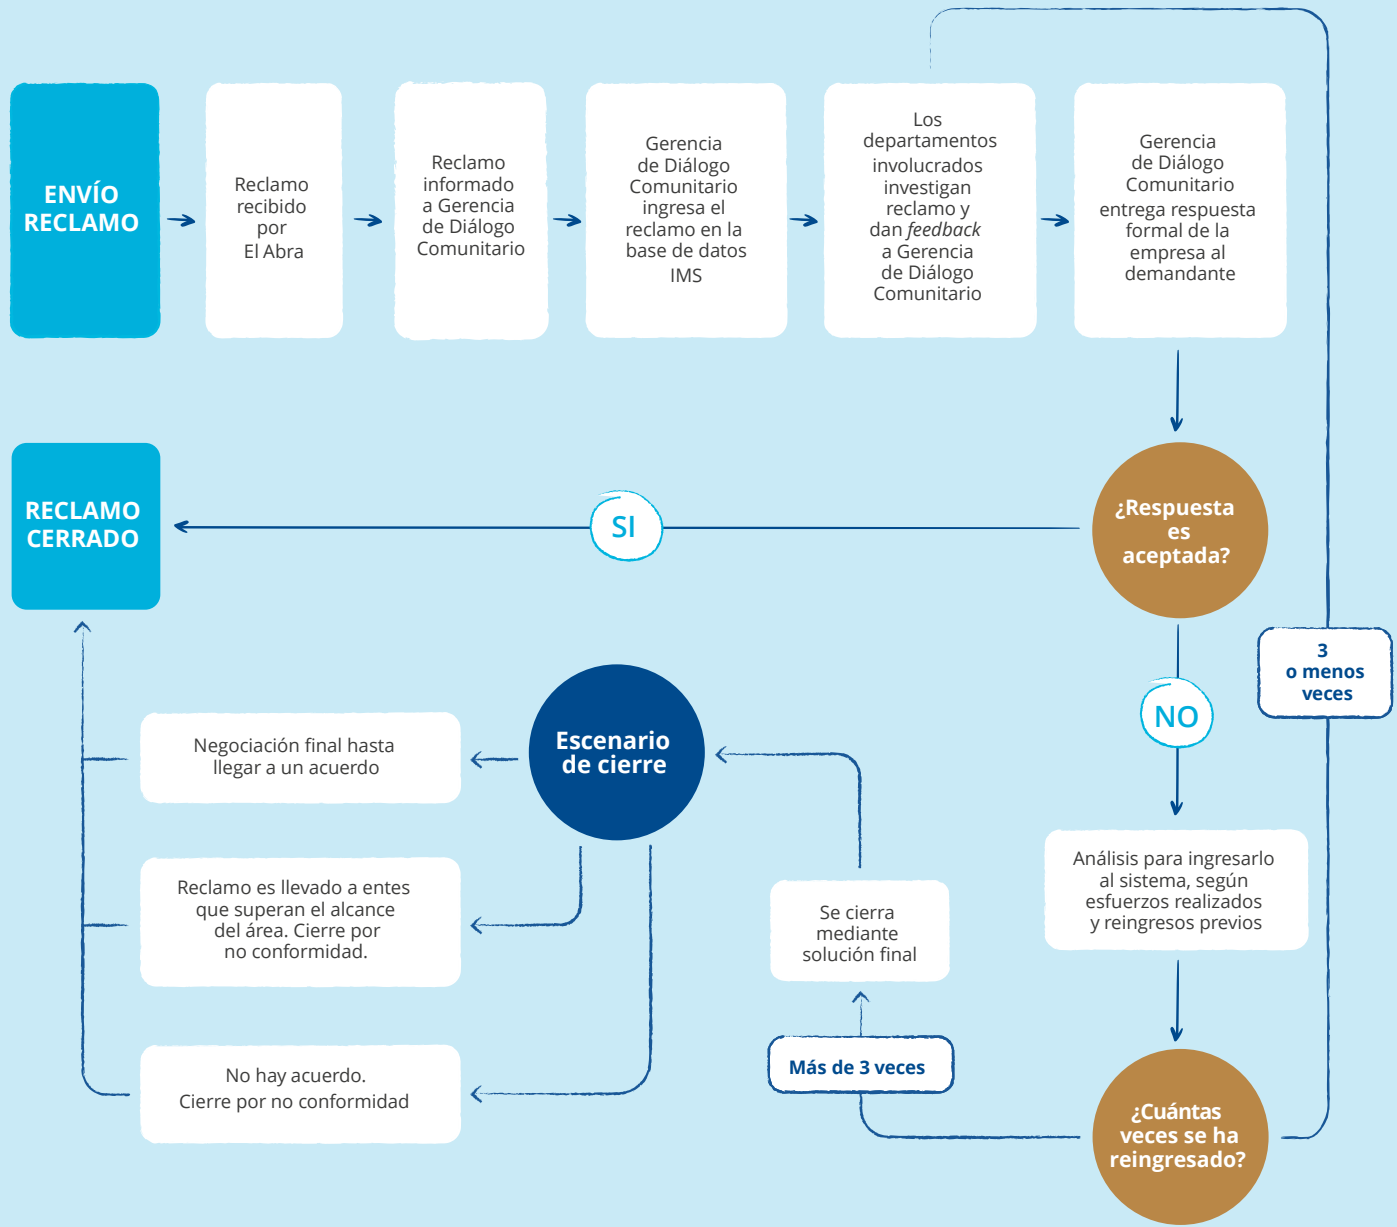 ENVÍO
RECLAMO
Reclamo
recibido
por
El Abra
Reclamo
informado
a Gerencia
de Diálogo
Comunitario
Gerencia
de Diálogo
Comunitario
ingresa el
reclamo en la
base de datos
IMS
Los
departamentos
involucrados
investigan
reclamo y
dan feedback
a Gerencia
de Diálogo
Comunitario
Gerencia
de Diálogo
Comunitario
entrega respuesta
formal de la
empresa al
demandante
RECLAMO
CERRADO
SI
¿Respuesta
es
aceptada?
3
o menos
veces
NO
Negociación final hasta
llegar a un acuerdo
Escenario
de cierre
Reclamo es llevado a entes
que superan el alcance
del área. Cierre por
no conformidad.
Se cierra
mediante
solución final
Análisis para ingresarlo
al sistema, según
esfuerzos realizados
y reingresos previos
No hay acuerdo.
Cierre por no conformidad
Más de 3 veces
¿Cuántas
veces se ha
reingresado?